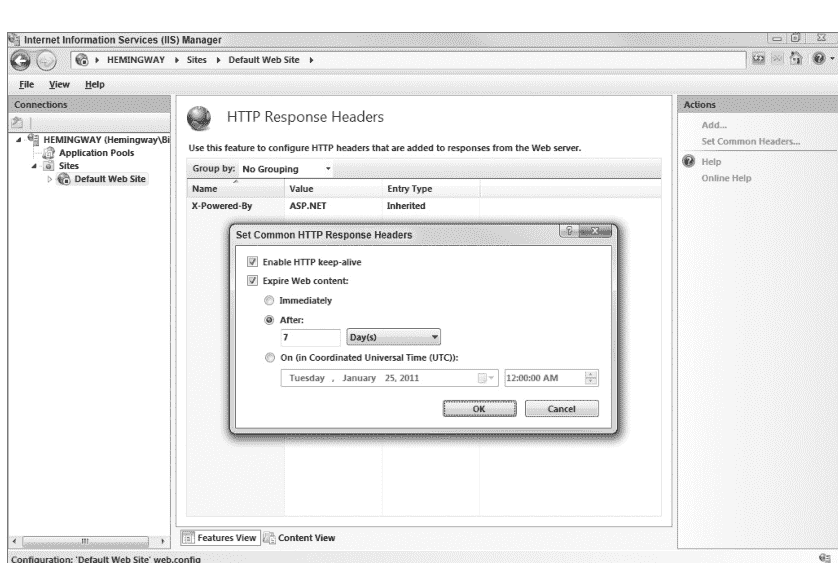 Internet Information Services (IIS) Manager
HEMINGWAY ▸ Sites ▸ Default Web Site ▸
File View Help
Connections
HEMINGWAY (Hemingway\Bi
Application Pools
Sites
Default Web Site
HTTP Response Headers
Use this feature to configure HTTP headers that are added to responses from the Web server.
Group by: No Grouping
Name Value Entry Type
X-Powered-By ASP.NET Inherited
Set Common HTTP Response Headers
Enable HTTP keep-alive
Expire Web content:
Immediately
After:
7 Day(s)
On (in Coordinated Universal Time (UTC)):
Tuesday , January 25, 2011 12:00:00 AM
OK Cancel
Features View Content View
Actions
Add...
Set Common Headers...
Help
Online Help
Configuration: 'Default Web Site' web.config